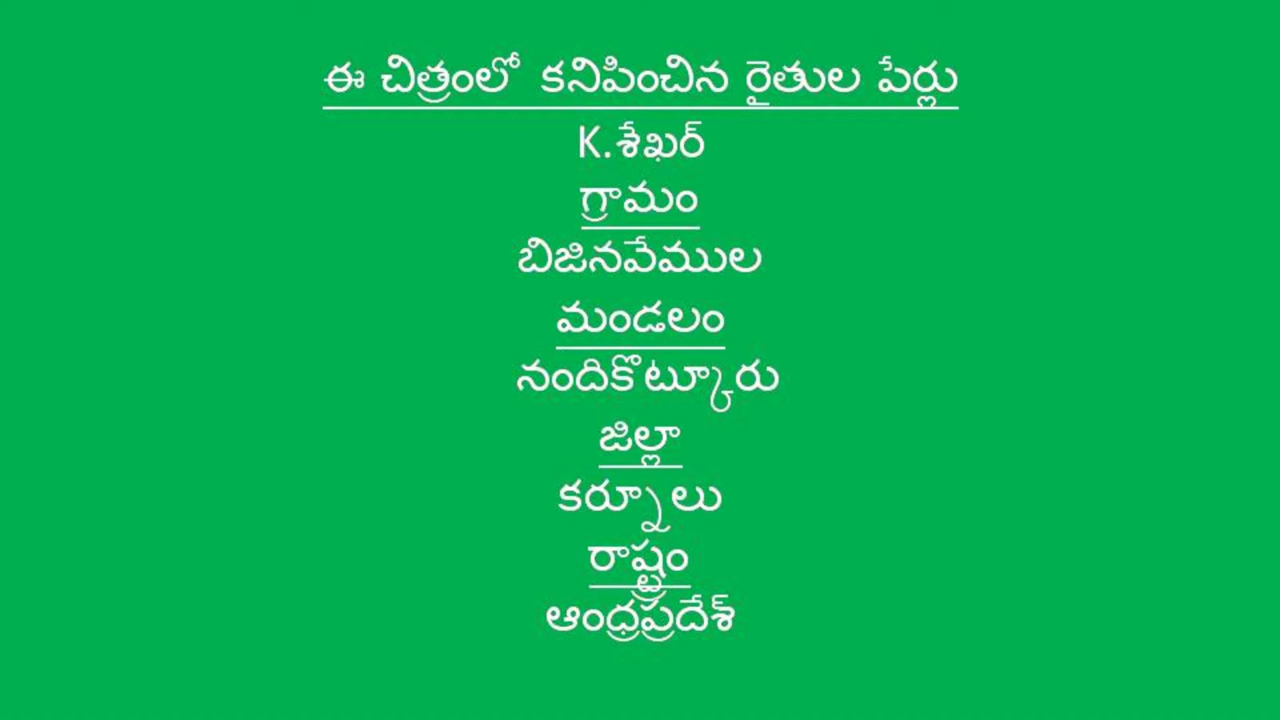 ఈ చిత్రంలో కనిపించిన రైతుల పేర్లు
K.శేఖర్
గ్రామం
బిజినవేముల
మండలం
నందికొట్కూరు
జిల్లా
కర్నూలు
రాష్ట్రం
ఆంధ్రప్రదేశ్